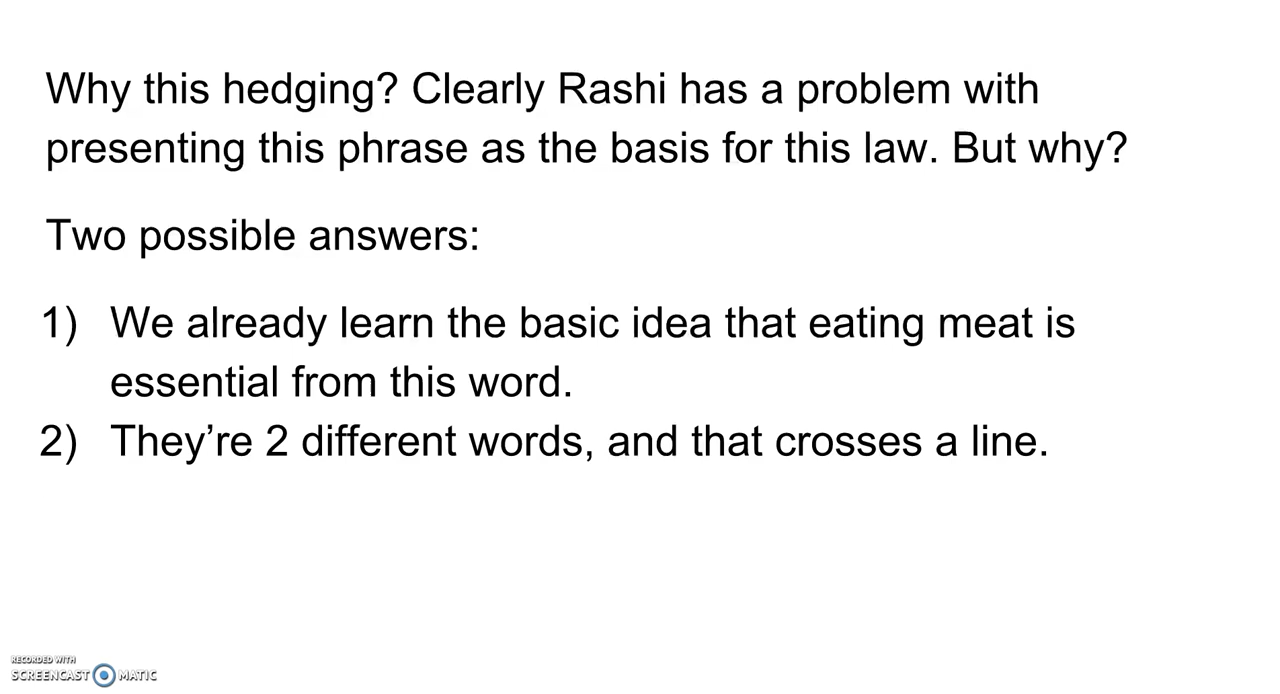 Why this hedging? Clearly Rashi has a problem with
presenting this phrase as the basis for this law. But why?
Two possible answers:
1) We already learn the basic idea that eating meat is
essential from this word.
2) They’re 2 different words, and that crosses a line.
RECORDED WITH
SCREENCAST MATIC